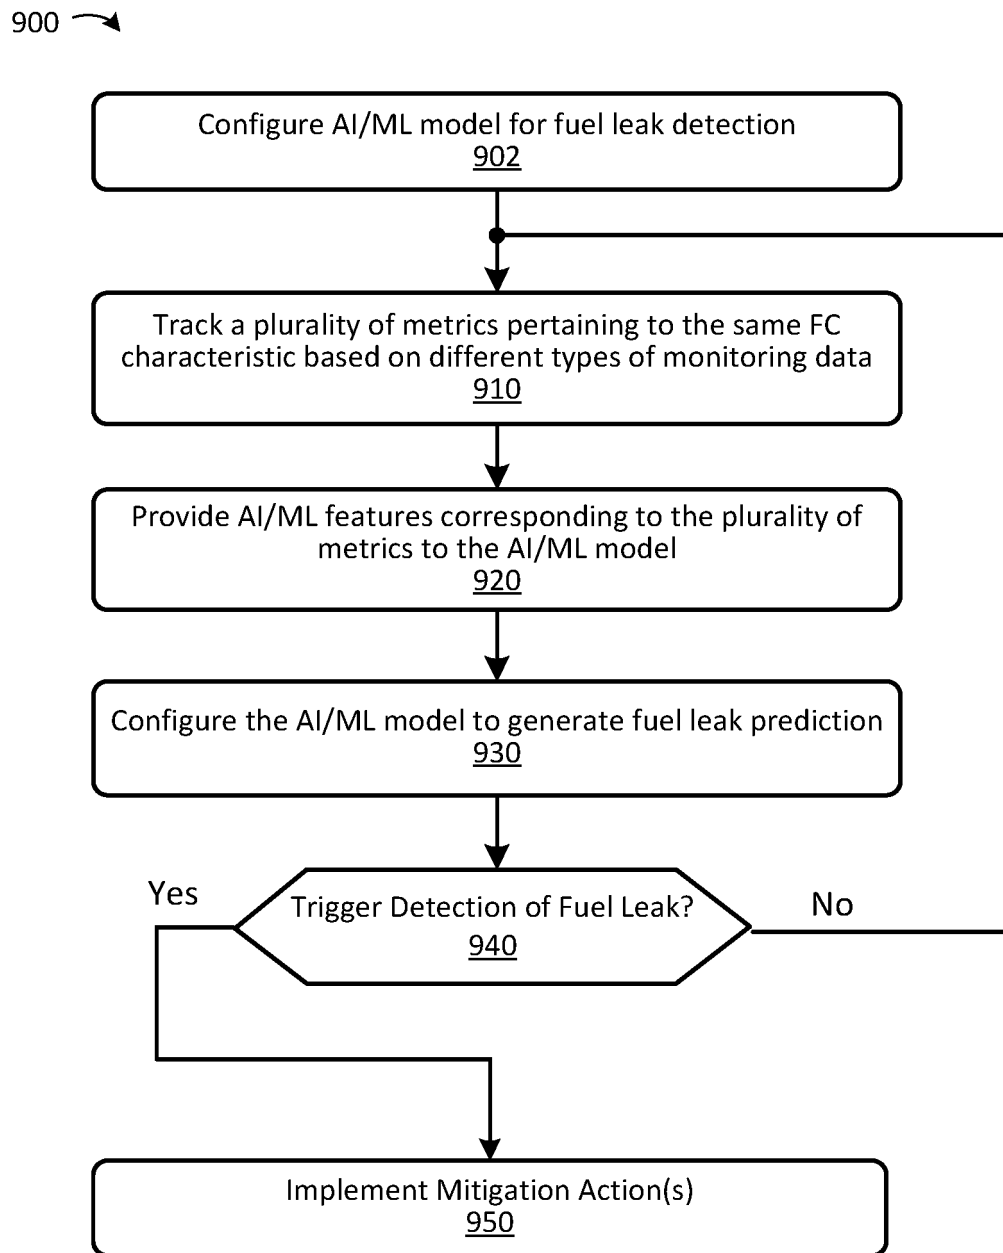 900
Configure AI/ML model for fuel leak detection
902
Track a plurality of metrics pertaining to the same FC
characteristic based on different types of monitoring data
910
Provide AI/ML features corresponding to the plurality of
metrics to the AI/ML model
920
Configure the AI/ML model to generate fuel leak prediction
930
Yes
Trigger Detection of Fuel Leak?
940
No
Implement Mitigation Action(s)
950